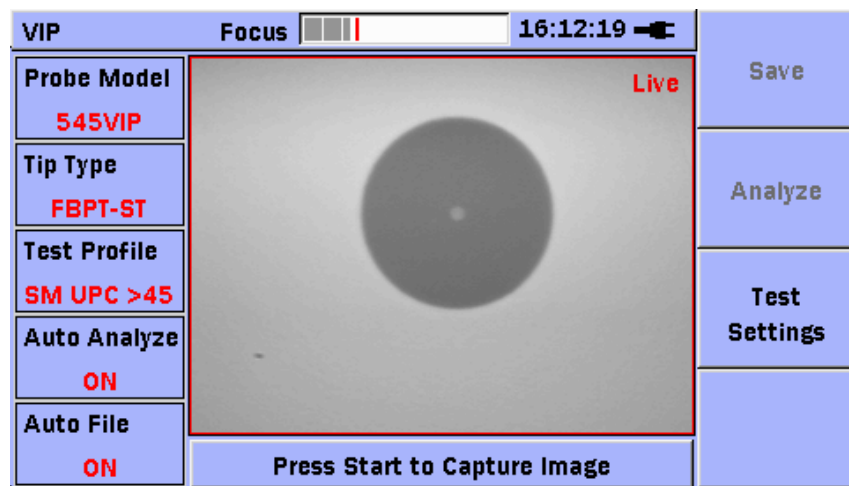 VIP
Focus
16:12:19
Probe Model
545VIP
Tip Type
FBPT-ST
Test Profile
SM UPC >45
Auto Analyze
ON
Auto File
ON
Live
Press Start to Capture Image
Save
Analyze
Test
Settings